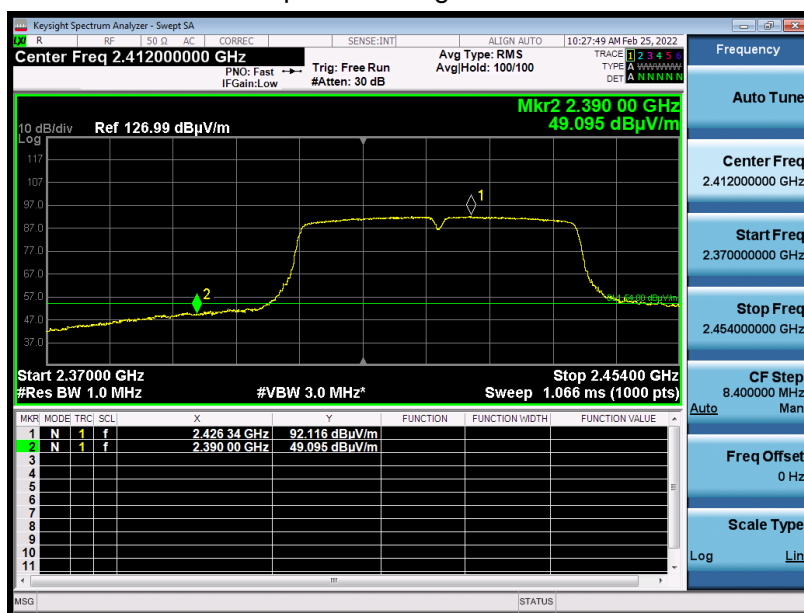 Keysight Spectrum Analyzer - Swept SA
LXI R RF 50 Ω AC CORREC SENSE:INT ALIGN AUTO 10:27:49 AM Feb 25, 2022
Center Freq 2.412000000 GHz
PNO: Fast
IFGain:Low
Trig: Free Run
#Atten: 30 dB
Avg Type: RMS
Avg|Hold: 100/100
TRACE 1 2 3 4 5 6
TYPE A WWWWW
DET A N N N N N
Mkr2 2.390 00 GHz
49.095 dBµV/m
10 dB/div Ref 126.99 dBµV/m
Log
117
107
97.0
87.0
77.0
67.0
57.0
47.0
37.0
1
2
Start 2.37000 GHz Stop 2.45400 GHz
#Res BW 1.0 MHz #VBW 3.0 MHz* Sweep 1.066 ms (1000 pts)
MKR MODE TRC SCL X Y FUNCTION FUNCTION WIDTH FUNCTION VALUE
1 N 1 f 2.426 34 GHz 92.116 dBµV/m
2 N 1 f 2.390 00 GHz 49.095 dBµV/m
3
4
5
6
7
8
9
10
11
MSG STATUS
Frequency
Auto Tune
Center Freq
2.412000000 GHz
Start Freq
2.370000000 GHz
Stop Freq
2.454000000 GHz
CF Step
8.400000 MHz
Auto Man
Freq Offset
0 Hz
Scale Type
Log Lin